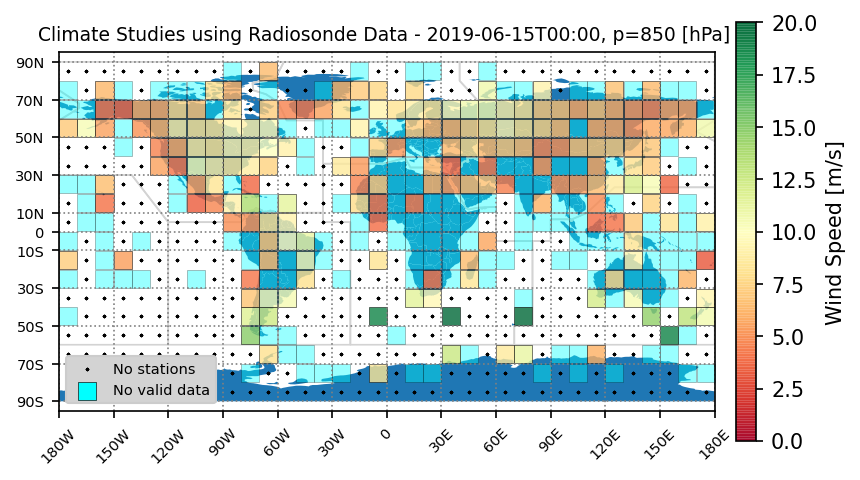 Climate Studies using Radiosonde Data - 2019-06-15T00:00, p=850 [hPa]
90N
70N
50N
30N
10N
0
10S
30S
50S
70S
90S
No stations
No valid data
180W
150W
120W
90W
60W
30W
0
30E
60E
90E
120E
150E
180E
20.0
17.5
15.0
12.5
10.0
7.5
5.0
2.5
0.0
Wind Speed [m/s]